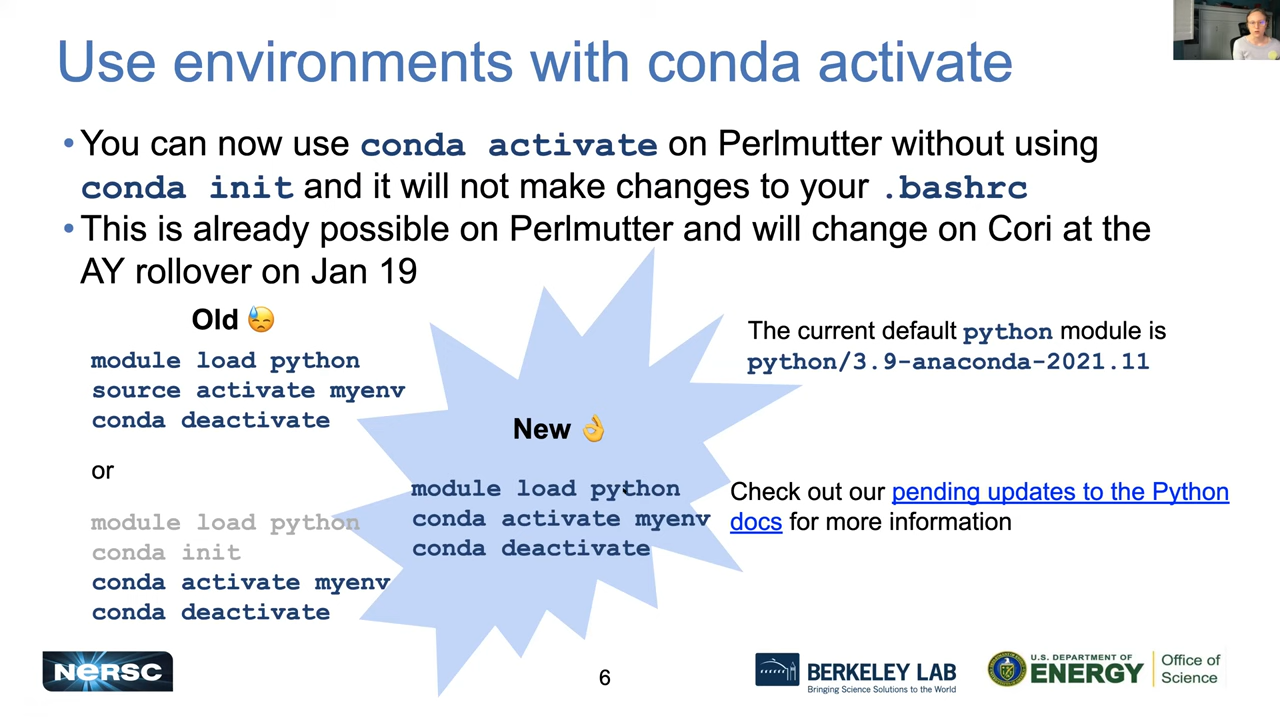 Use environments with conda activate
• You can now use conda activate on Perlmutter without using
conda init and it will not make changes to your .bashrc
• This is already possible on Perlmutter and will change on Cori at the
AY rollover on Jan 19
Old 😓
module load python
source activate myenv
conda deactivate
or
module load python
conda init
conda activate myenv
conda deactivate
New 👌
module load python
conda activate myenv
conda deactivate
The current default python module is
python/3.9-anaconda-2021.11
Check out our pending updates to the Python
docs for more information
NERSC
6
BERKELEY LAB
Bringing Science Solutions to the World
U.S. DEPARTMENT OF
ENERGY
Office of
Science